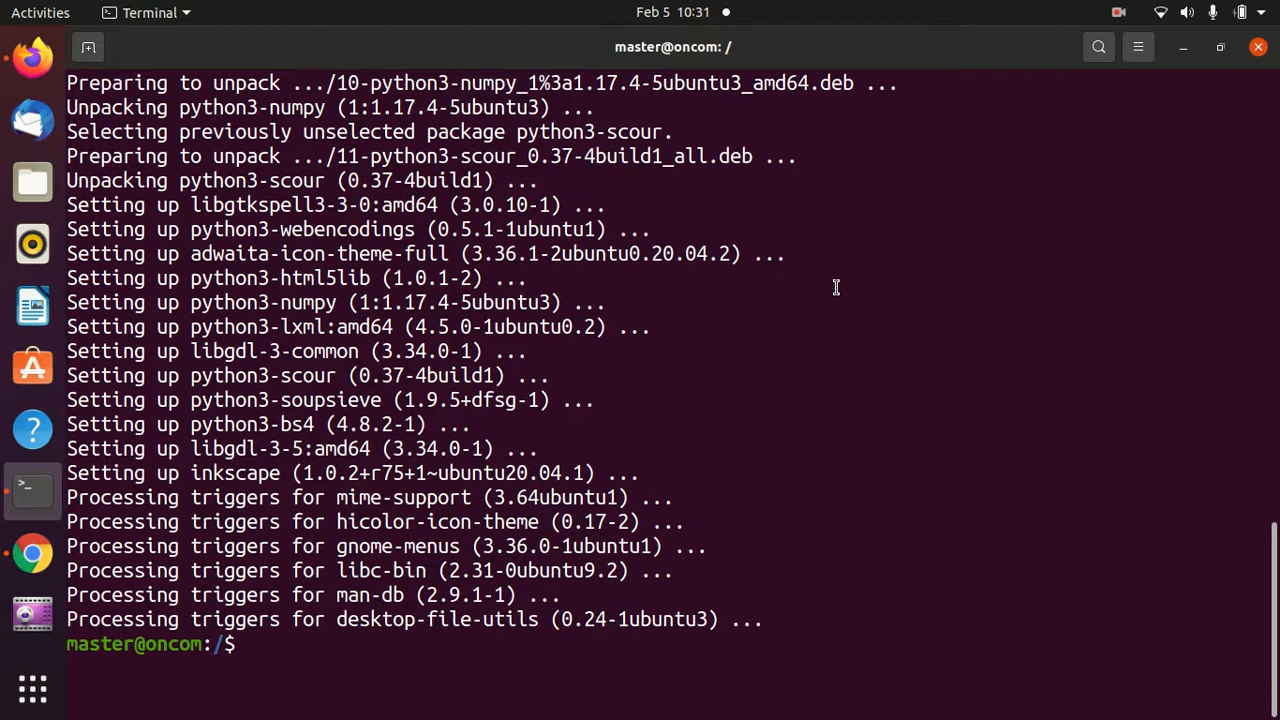 Activities
Terminal
Feb 5 10:31
master@oncom: /
Preparing to unpack .../10-python3-numpy_1%3a1.17.4-5ubuntu3_amd64.deb ...
Unpacking python3-numpy (1:1.17.4-5ubuntu3) ...
Selecting previously unselected package python3-scour.
Preparing to unpack .../11-python3-scour_0.37-4build1_all.deb ...
Unpacking python3-scour (0.37-4build1) ...
Setting up libgtkspell3-3-0:amd64 (3.0.10-1) ...
Setting up python3-webencodings (0.5.1-1ubuntu1) ...
Setting up adwaita-icon-theme-full (3.36.1-2ubuntu0.20.04.2) ...
Setting up python3-html5lib (1.0.1-2) ...
Setting up python3-numpy (1:1.17.4-5ubuntu3) ...
Setting up python3-lxml:amd64 (4.5.0-1ubuntu0.2) ...
Setting up libgdl-3-common (3.34.0-1) ...
Setting up python3-scour (0.37-4build1) ...
Setting up python3-soupsieve (1.9.5+dfsg-1) ...
Setting up python3-bs4 (4.8.2-1) ...
Setting up libgdl-3-5:amd64 (3.34.0-1) ...
Setting up inkscape (1.0.2+r75+1~ubuntu20.04.1) ...
Processing triggers for mime-support (3.64ubuntu1) ...
Processing triggers for hicolor-icon-theme (0.17-2) ...
Processing triggers for gnome-menus (3.36.0-1ubuntu1) ...
Processing triggers for libc-bin (2.31-0ubuntu9.2) ...
Processing triggers for man-db (2.9.1-1) ...
Processing triggers for desktop-file-utils (0.24-1ubuntu3) ...
master@oncom:/$